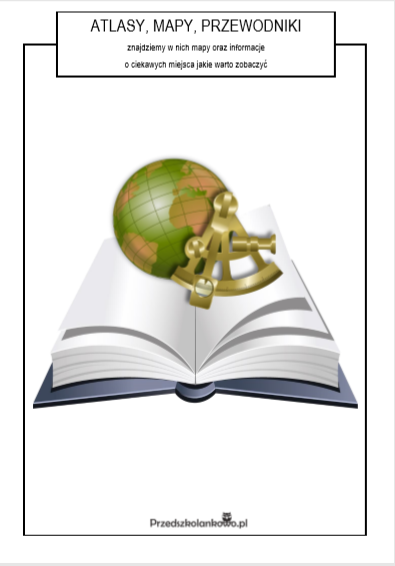 ATLASY, MAPY, PRZEWODNIKI
znajdziemy w nich mapy oraz informacje
o ciekawych miejsca jakie warto zobaczyć
Przedszkolankowo.pl